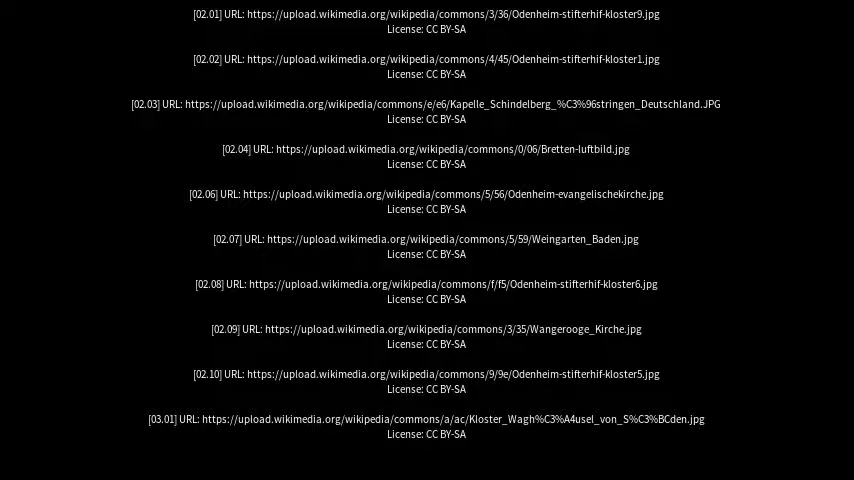 [02.01] URL: https://upload.wikimedia.org/wikipedia/commons/3/36/Odenheim-stifterhif-kloster9.jpg
License: CC BY-SA
[02.02] URL: https://upload.wikimedia.org/wikipedia/commons/4/45/Odenheim-stifterhif-kloster1.jpg
License: CC BY-SA
[02.03] URL: https://upload.wikimedia.org/wikipedia/commons/e/e6/Kapelle_Schindelberg_%C3%96stringen_Deutschland.JPG
License: CC BY-SA
[02.04] URL: https://upload.wikimedia.org/wikipedia/commons/0/06/Bretten-luftbild.jpg
License: CC BY-SA
[02.06] URL: https://upload.wikimedia.org/wikipedia/commons/5/56/Odenheim-evangelischekirche.jpg
License: CC BY-SA
[02.07] URL: https://upload.wikimedia.org/wikipedia/commons/5/59/Weingarten_Baden.jpg
License: CC BY-SA
[02.08] URL: https://upload.wikimedia.org/wikipedia/commons/f/f5/Odenheim-stifterhif-kloster6.jpg
License: CC BY-SA
[02.09] URL: https://upload.wikimedia.org/wikipedia/commons/3/35/Wangerooge_Kirche.jpg
License: CC BY-SA
[02.10] URL: https://upload.wikimedia.org/wikipedia/commons/9/9e/Odenheim-stifterhif-kloster5.jpg
License: CC BY-SA
[03.01] URL: https://upload.wikimedia.org/wikipedia/commons/a/ac/Kloster_Wagh%C3%A4usel_von_S%C3%BCden.jpg
License: CC BY-SA